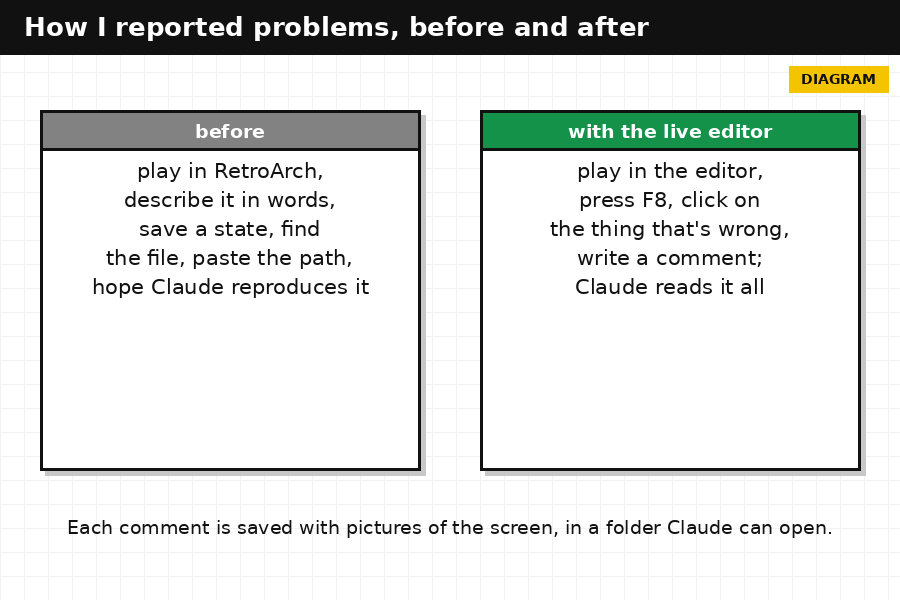 How I reported problems, before and after
DIAGRAM
before
play in RetroArch,
describe it in words,
save a state, find
the file, paste the path,
hope Claude reproduces it
with the live editor
play in the editor,
press F8, click on
the thing that's wrong,
write a comment;
Claude reads it all
Each comment is saved with pictures of the screen, in a folder Claude can open.